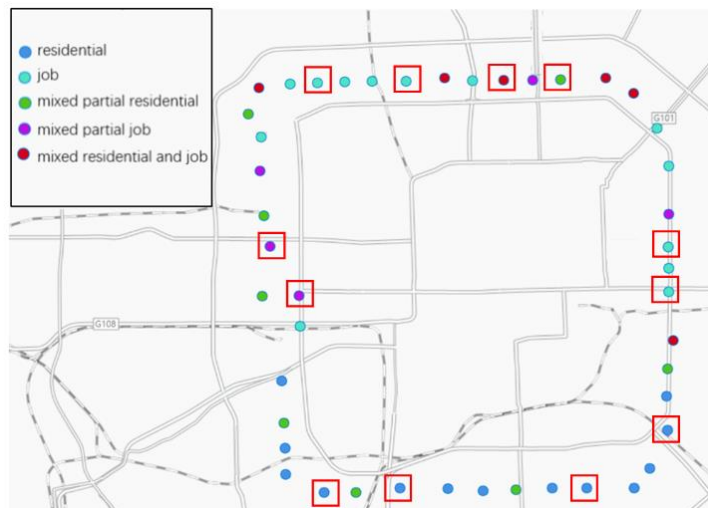 residential
job
mixed partial residential
mixed partial job
mixed residential and job
G101
G108